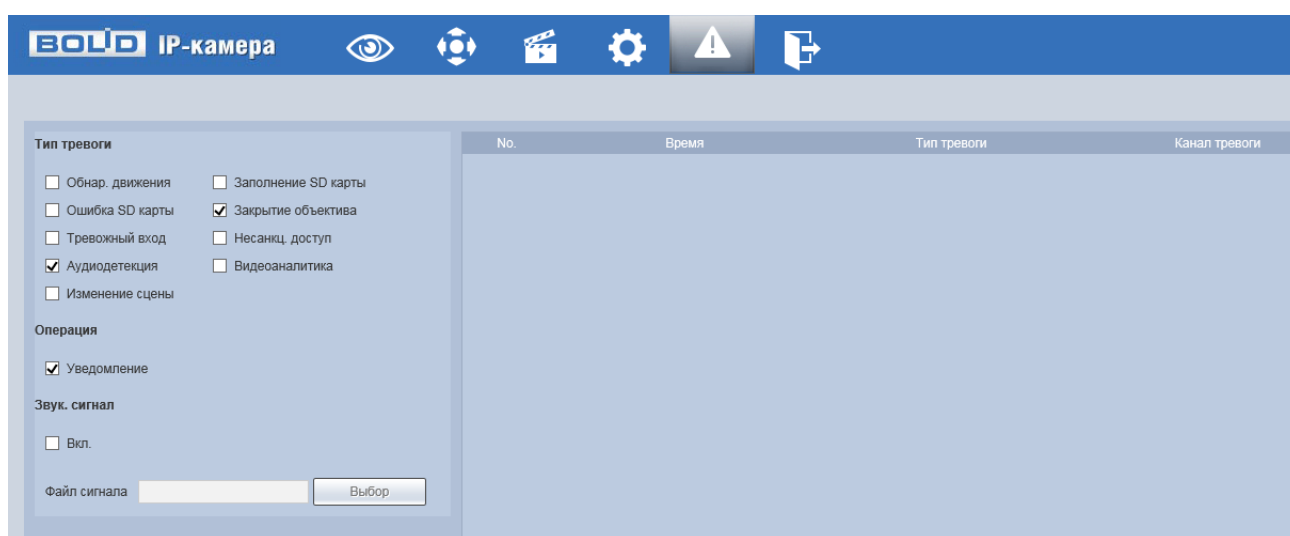 BOLID IP-камера
Тип тревоги
No. Время Тип тревоги Канал тревоги
Обнар. движения Заполнение SD карты
Ошибка SD карты Закрытие объектива
Тревожный вход Несанкц. доступ
Аудиодетекция Видеоаналитика
Изменение сцены
Операция
Уведомление
Звук. сигнал
Вкл.
Файл сигнала Выбор